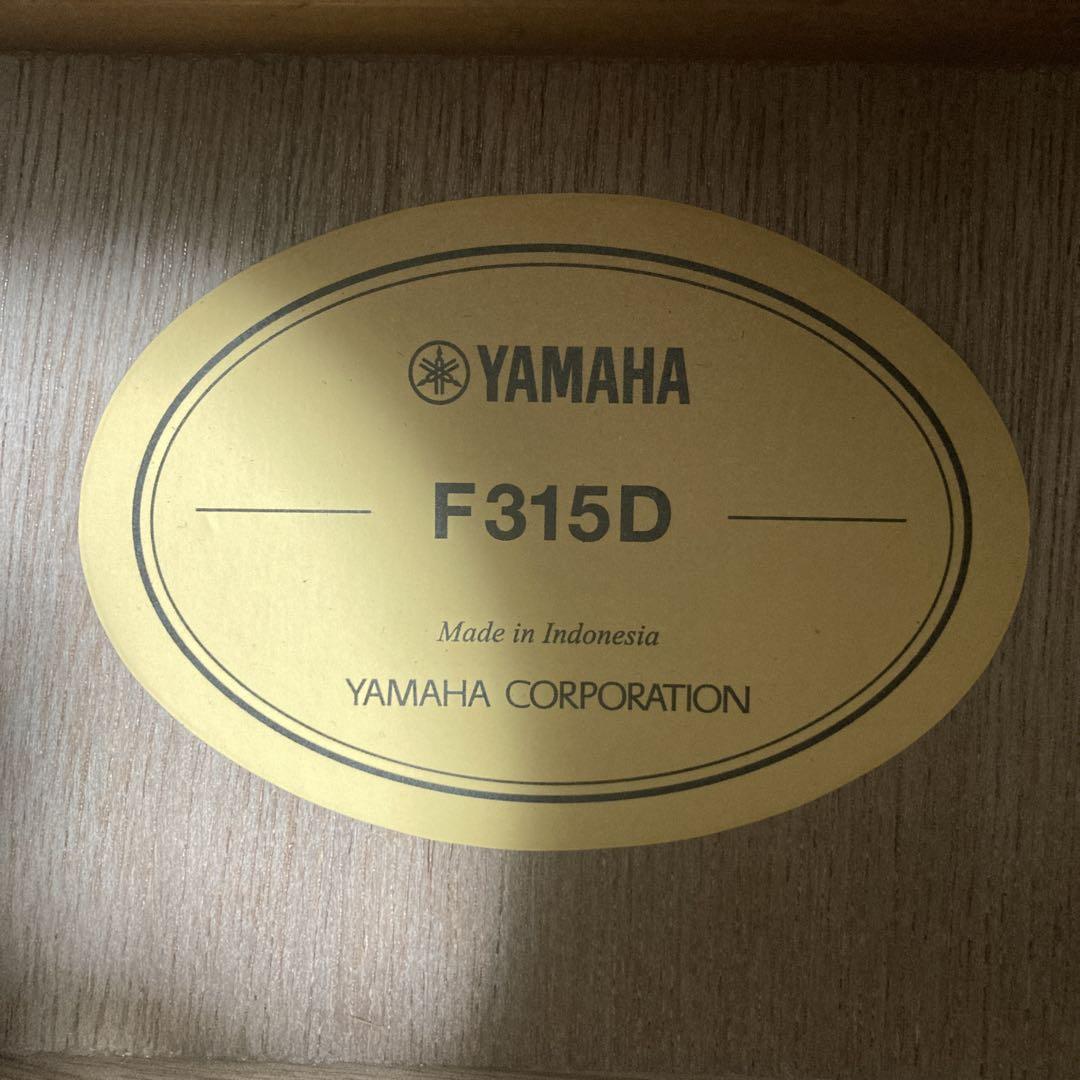 YAMAHA
F315D
Made in Indonesia
YAMAHA CORPORATION